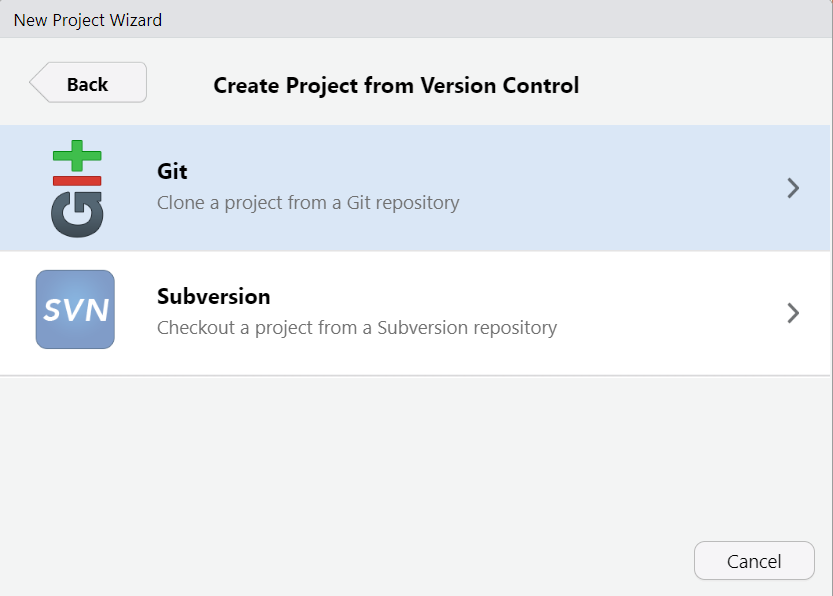 New Project Wizard
Back
Create Project from Version Control
Git
Git
Clone a project from a Git repository
SVN
Subversion
Checkout a project from a Subversion repository
Cancel